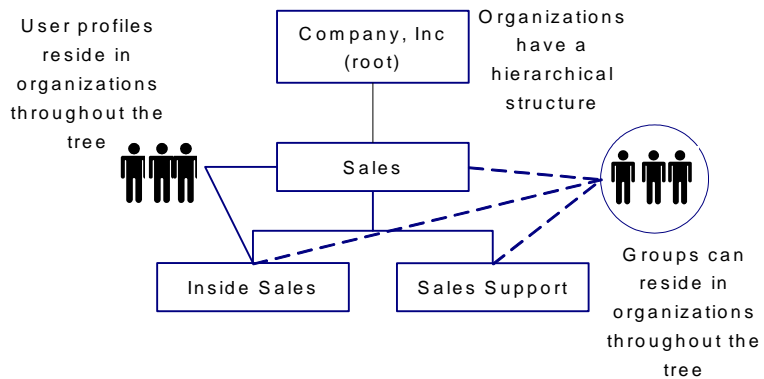 User profiles
reside in
organizations
throughout the
tree
Company, Inc
(root)
Organizations
have a
hierarchical
structure
Sales
Inside Sales
Sales Support
Groups can
reside in
organizations
throughout the
tree